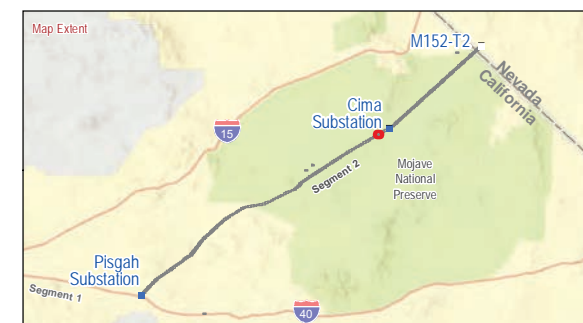 Map Extent
M152-T2
Nevada
California
Cima
Substation
15
Mojave
National
Preserve
Segment 2
Pisgah
Substation
Segment 1
40